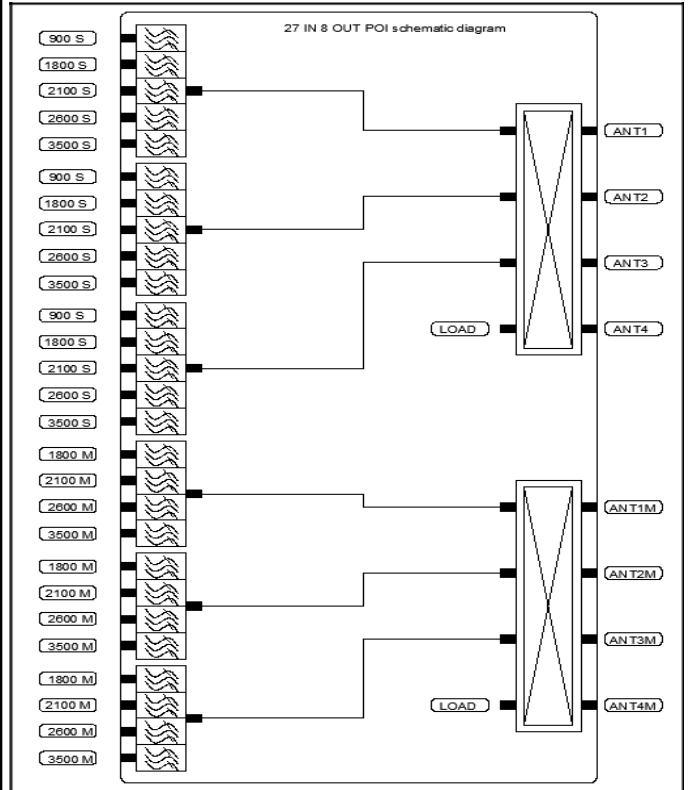 27 IN 8 OUT POI schematic diagram
900 S
1800 S
2100 S
2600 S
3500 S
900 S
1800 S
2100 S
2600 S
3500 S
900 S
1800 S
2100 S
2600 S
3500 S
1800 M
2100 M
2600 M
3500 M
1800 M
2100 M
2600 M
3500 M
1800 M
2100 M
2600 M
3500 M
ANT1
ANT2
ANT3
LOAD
ANT4
ANT1M
ANT2M
ANT3M
LOAD
ANT4M